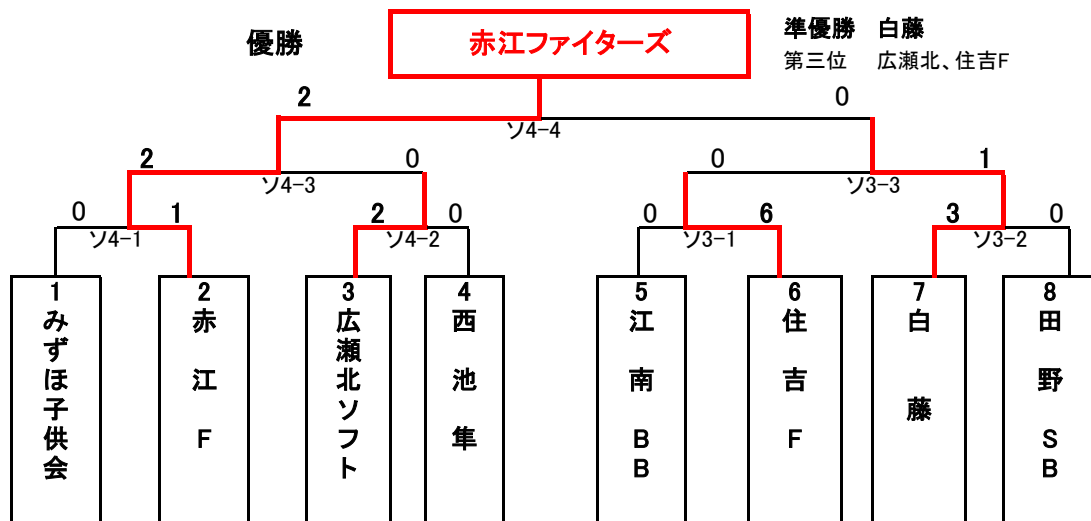 優勝
赤江ファイターズ
準優勝 白藤
第三位 広瀬北、住吉F
2
0
ソ4-4
2
0
0
1
ソ4-3
ソ3-3
0
1
2
0
0
6
3
0
ソ4-1
ソ4-2
ソ3-1
ソ3-2
1みずほ子供会
2赤江F
3広瀬北ソフト
4西池隼
5江南BB
6住吉F
7白藤
8田野SB